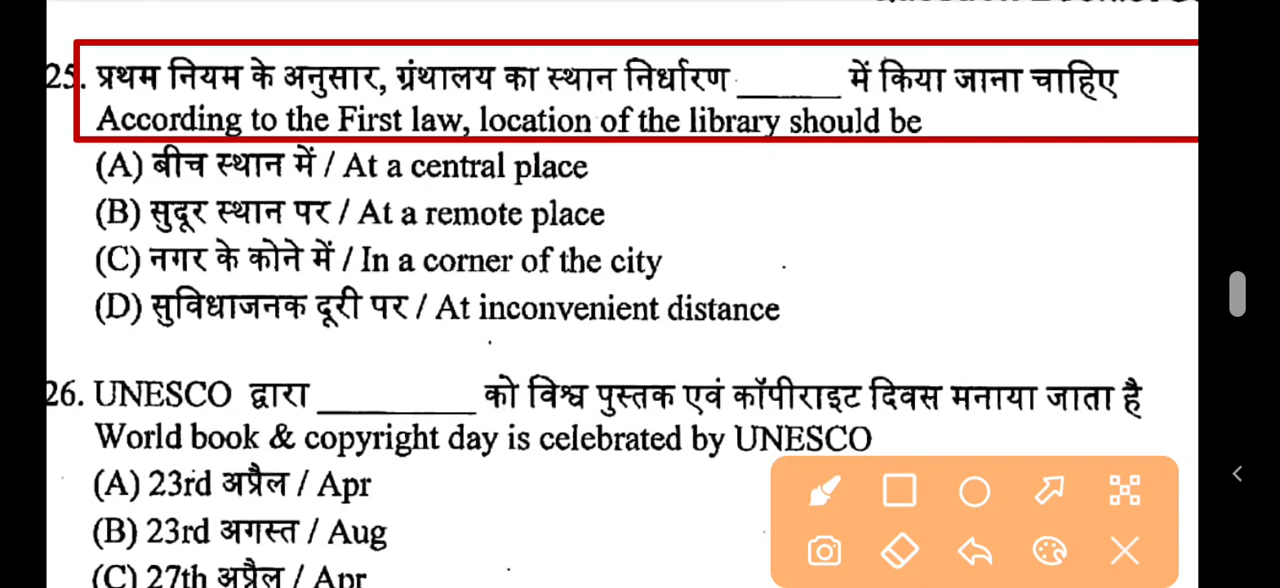 25. प्रथम नियम के अनुसार, ग्रंथालय का स्थान निर्धारण ______ में किया जाना चाहिए
According to the First law, location of the library should be
(A) बीच स्थान में / At a central place
(B) सुदूर स्थान पर / At a remote place
(C) नगर के कोने में / In a corner of the city
(D) सुविधाजनक दूरी पर / At inconvenient distance
26. UNESCO द्वारा _________ को विश्व पुस्तक एवं कॉपीराइट दिवस मनाया जाता है
World book & copyright day is celebrated by UNESCO
(A) 23rd अप्रैल / Apr
(B) 23rd अगस्त / Aug
(C) 27th अप्रैल / Apr